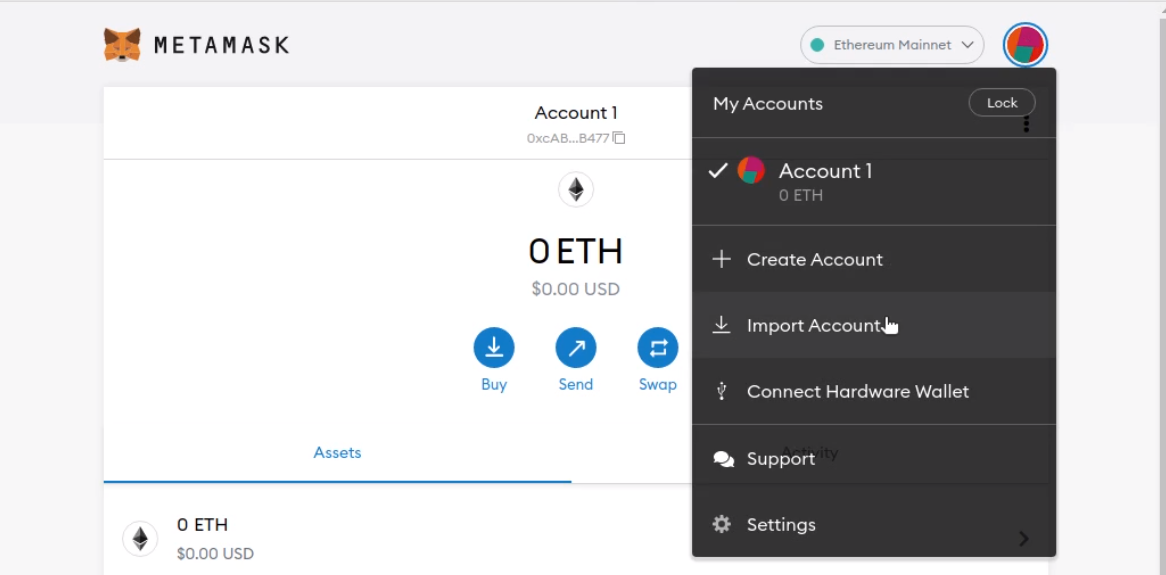 METAMASK
Ethereum Mainnet
Account 1
0xcAB...B477
0 ETH
$0.00 USD
Buy
Send
Swap
Assets
Activity
0 ETH
$0.00 USD
My Accounts
Lock
Account 1
0 ETH
Create Account
Import Account
Connect Hardware Wallet
Support
Settings